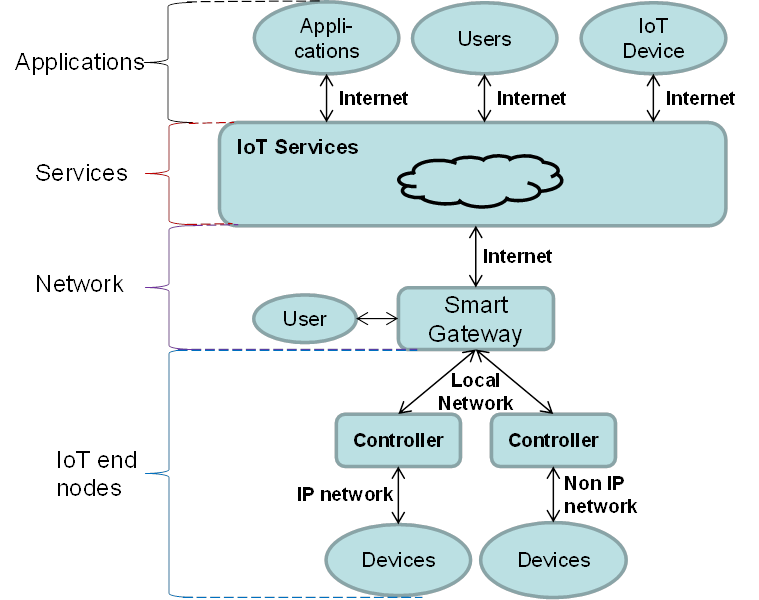 Appli-
cations
Users
IoT
Device
Applications
Internet
Internet
Internet
IoT Services
Services
Internet
Network
User
Smart
Gateway
Local
Network
Controller
Controller
IoT end
nodes
IP network
Non IP
network
Devices
Devices